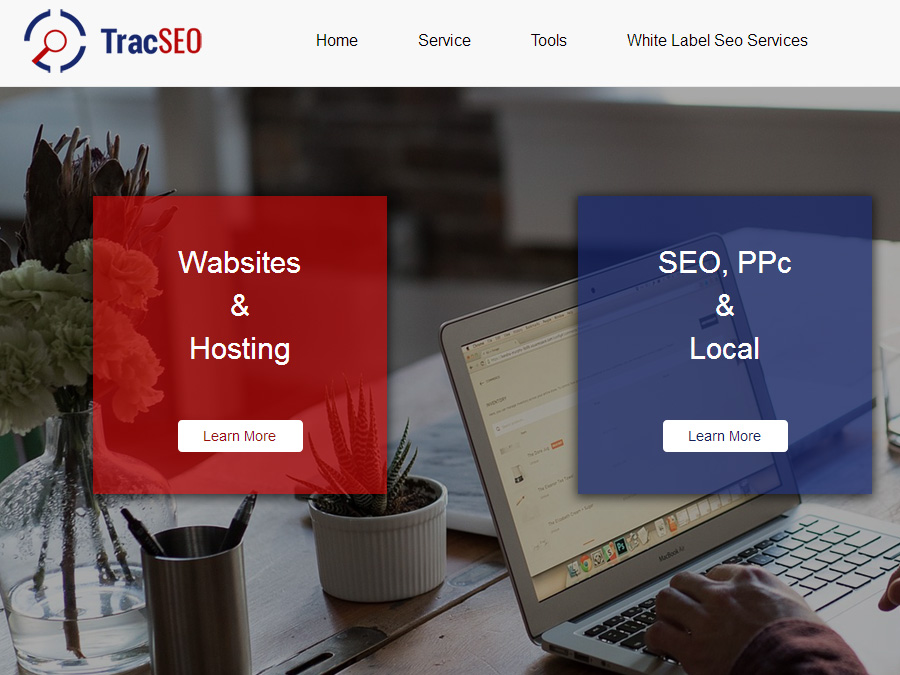 TracSEO
Home
Service
Tools
White Label Seo Services
Wabsites
&
Hosting
Learn More
SEO, PPc
&
Local
Learn More
INVENTORY
MacBook Air